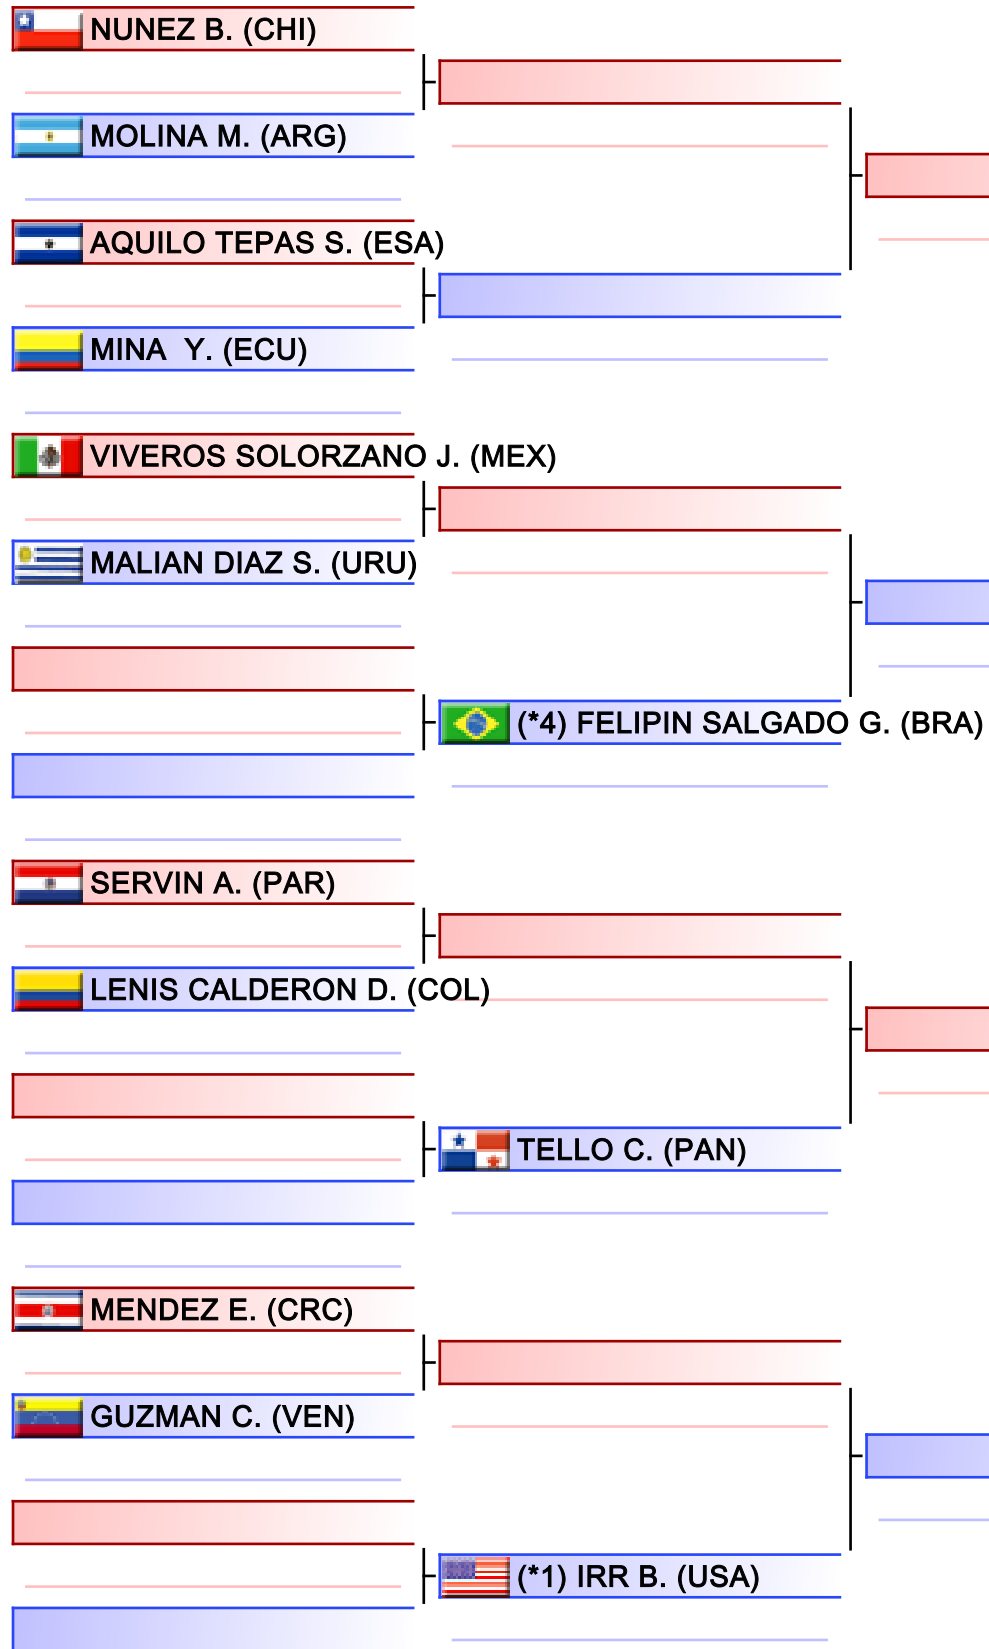 NUNEZ B. (CHI)
MOLINA M. (ARG)
AQUILO TEPAS S. (ESA)
MINA  Y. (ECU)
VIVEROS SOLORZANO J. (MEX)
MALIAN DIAZ S. (URU)
(*4) FELIPIN SALGADO G. (BRA)
SERVIN A. (PAR)
LENIS CALDERON D. (COL)
TELLO C. (PAN)
MENDEZ E. (CRC)
GUZMAN C. (VEN)
(*1) IRR B. (USA)